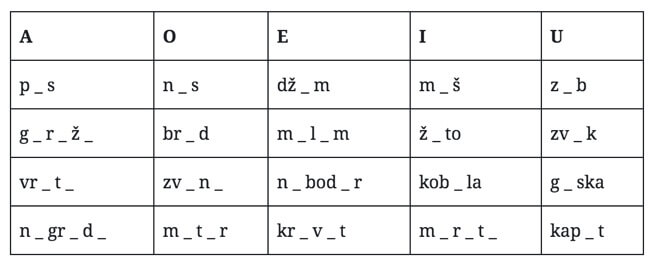 A O E I U
p _ s n _ s dž _ m m _ š z _ b
g _ r _ ž _ br _ d m _ l _ m ž _ to zv _ k
vr _ t _ zv _ n _ n _ bod _ r kob _ la g _ ska
n _ gr _ d _ m _ t _ r kr _ v _ t m _ r _ t _ kap _ t